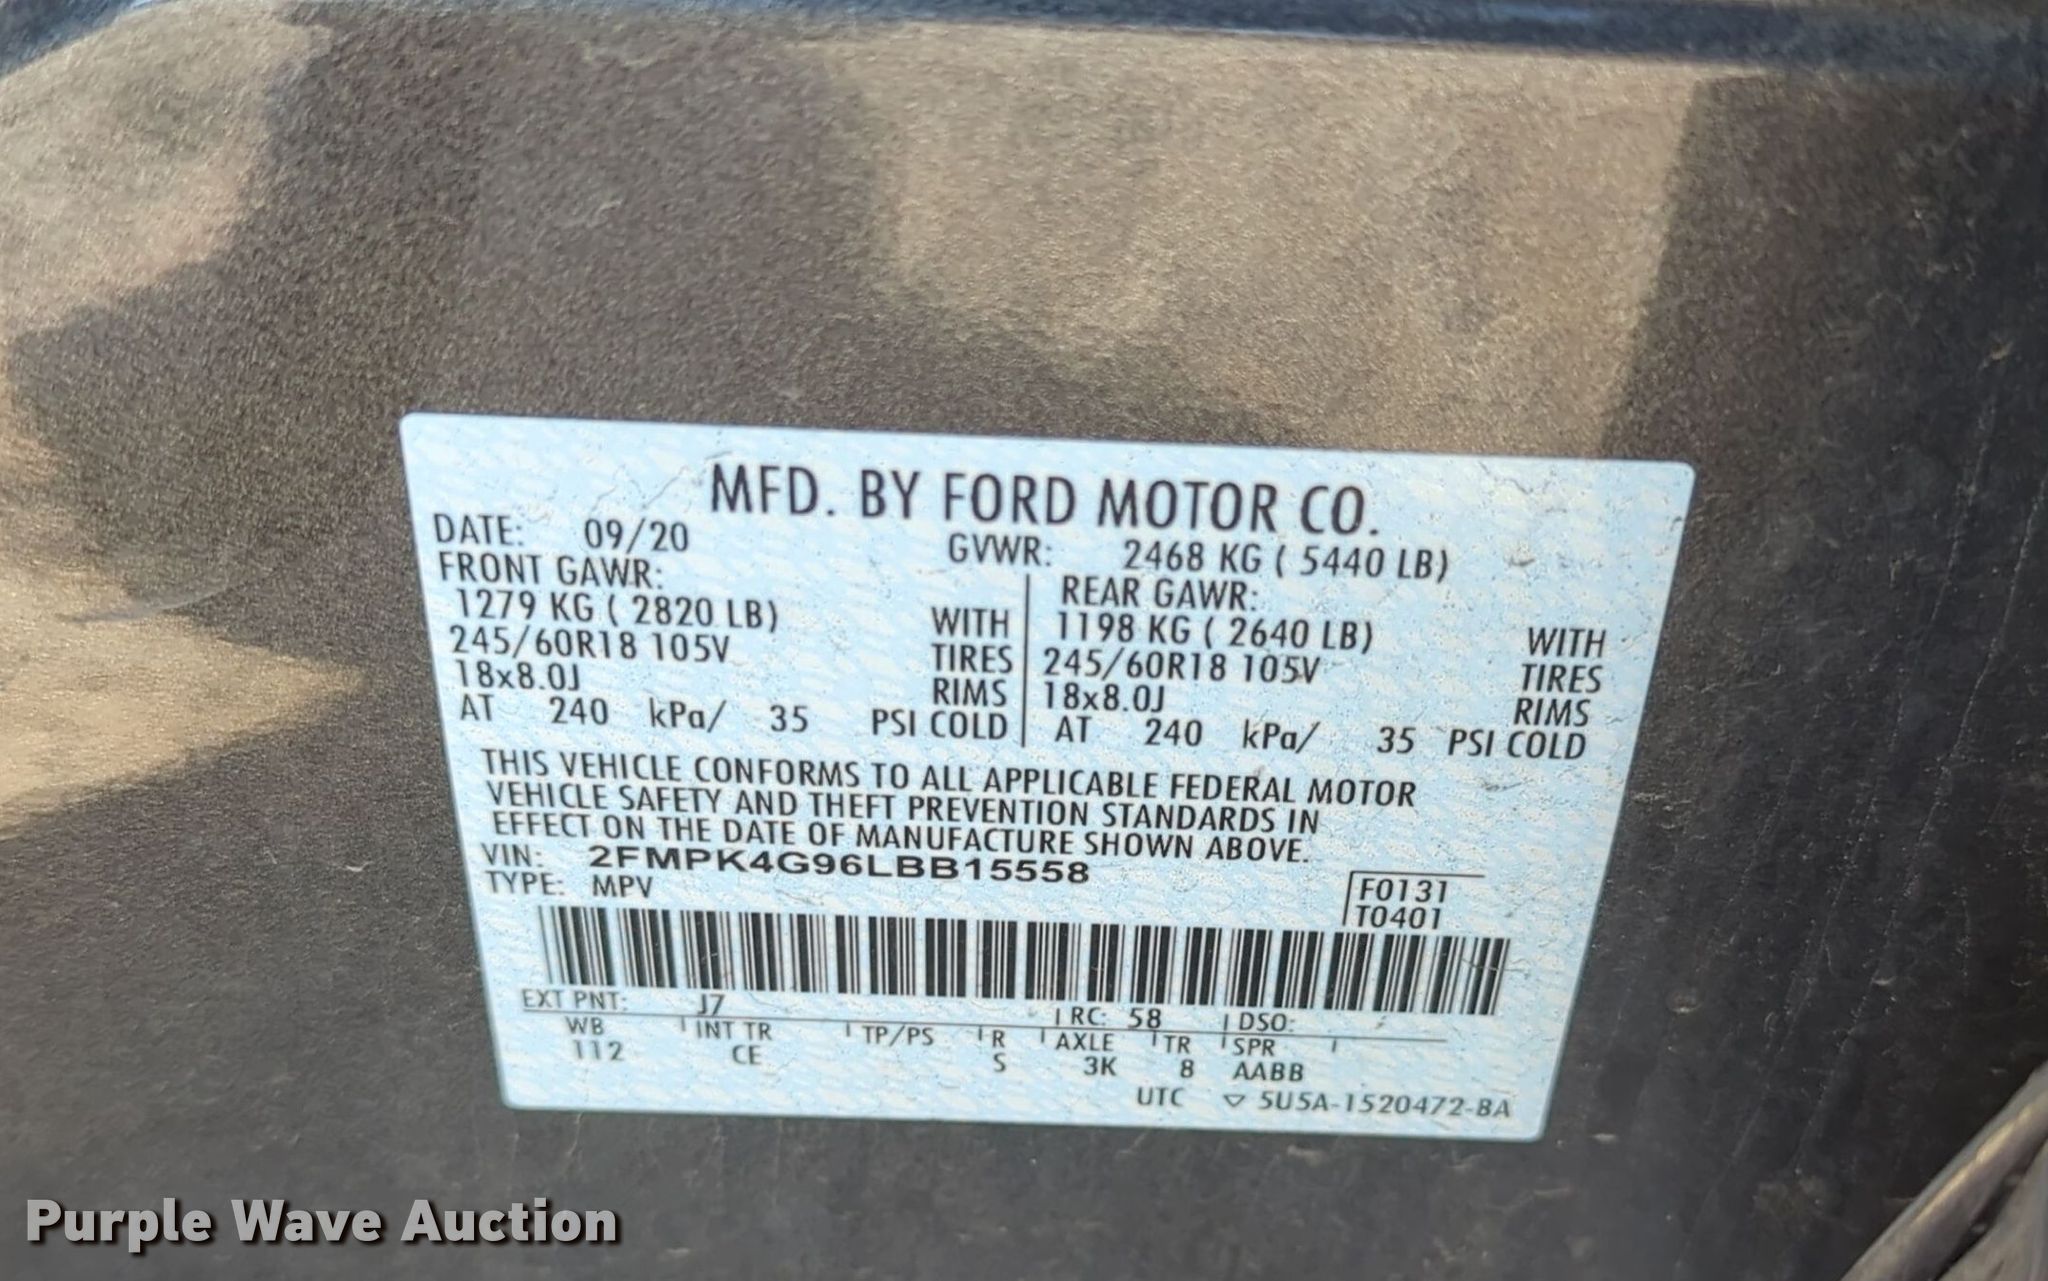 MFD. BY FORD MOTOR CO.
DATE: 09/20 GVWR: 2468 KG ( 5440 LB)
FRONT GAWR: REAR GAWR:
1279 KG ( 2820 LB) WITH 1198 KG ( 2640 LB) WITH
245/60R18 105V TIRES 245/60R18 105V TIRES
18x8.0J RIMS 18x8.0J RIMS
AT 240 kPa/ 35 PSI COLD AT 240 kPa/ 35 PSI COLD
THIS VEHICLE CONFORMS TO ALL APPLICABLE FEDERAL MOTOR
VEHICLE SAFETY AND THEFT PREVENTION STANDARDS IN
EFFECT ON THE DATE OF MANUFACTURE SHOWN ABOVE.
VIN: 2FMPK4G96LBB15558
TYPE: MPV F0131
T0401
EXT PNT: J7 RC: 58 DSO:
WB INT TR TP/PS R AXLE TR SPR
112 CE S 3K 8 AABB
UTC ▽ 5U5A-1520472-BA
Purple Wave Auction